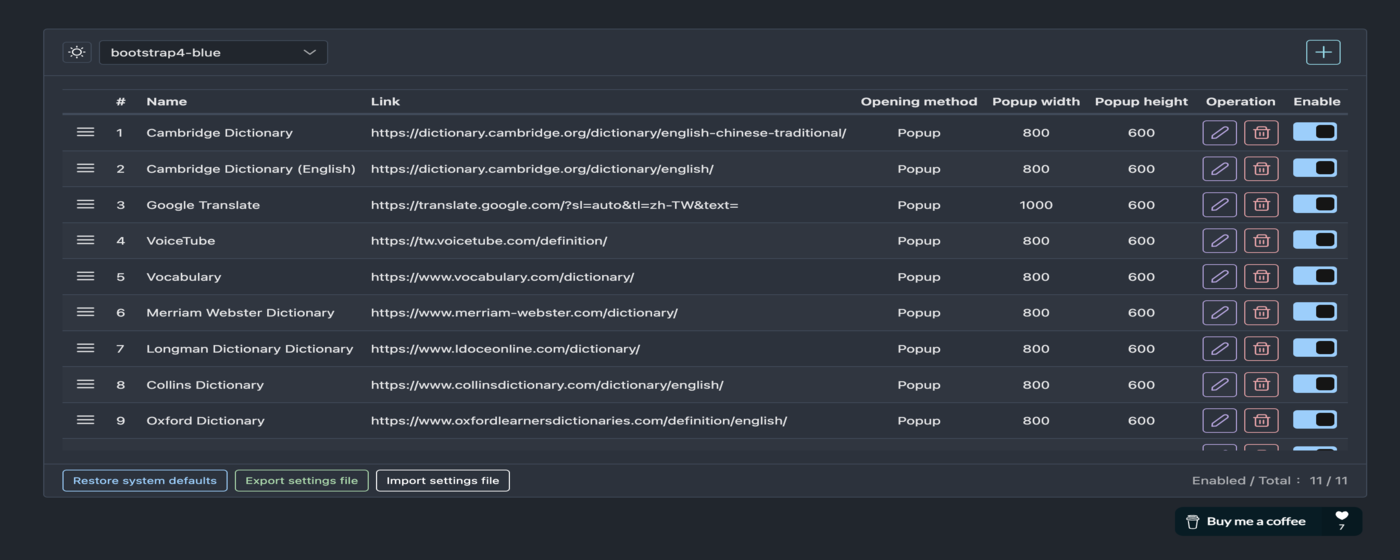 bootstrap4-blue
# Name Link Opening method Popup width Popup height Operation Enable
1 Cambridge Dictionary https://dictionary.cambridge.org/dictionary/english-chinese-traditional/ Popup 800 600
2 Cambridge Dictionary (English) https://dictionary.cambridge.org/dictionary/english/ Popup 800 600
3 Google Translate https://translate.google.com/?sl=auto&tl=zh-TW&text= Popup 1000 600
4 VoiceTube https://tw.voicetube.com/definition/ Popup 800 600
5 Vocabulary https://www.vocabulary.com/dictionary/ Popup 800 600
6 Merriam Webster Dictionary https://www.merriam-webster.com/dictionary/ Popup 800 600
7 Longman Dictionary Dictionary https://www.ldoceonline.com/dictionary/ Popup 800 600
8 Collins Dictionary https://www.collinsdictionary.com/dictionary/english/ Popup 800 600
9 Oxford Dictionary https://www.oxfordlearnersdictionaries.com/definition/english/ Popup 800 600
Restore system defaults Export settings file Import settings file Enabled / Total： 11 / 11
Buy me a coffee 7